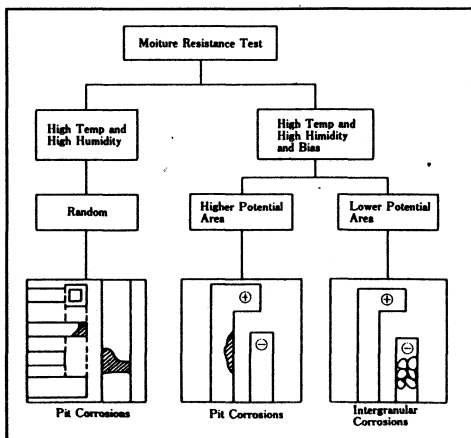 Moiture Resistance Test
High Temp and
High Humidity
High Temp and
High Himidity
and Bias
Random
Higher Potential
Area
Lower Potential
Area
⊕
⊖
⊕
⊖
Pit Corrosions
Pit Corrosions
Intergranular
Corrosions